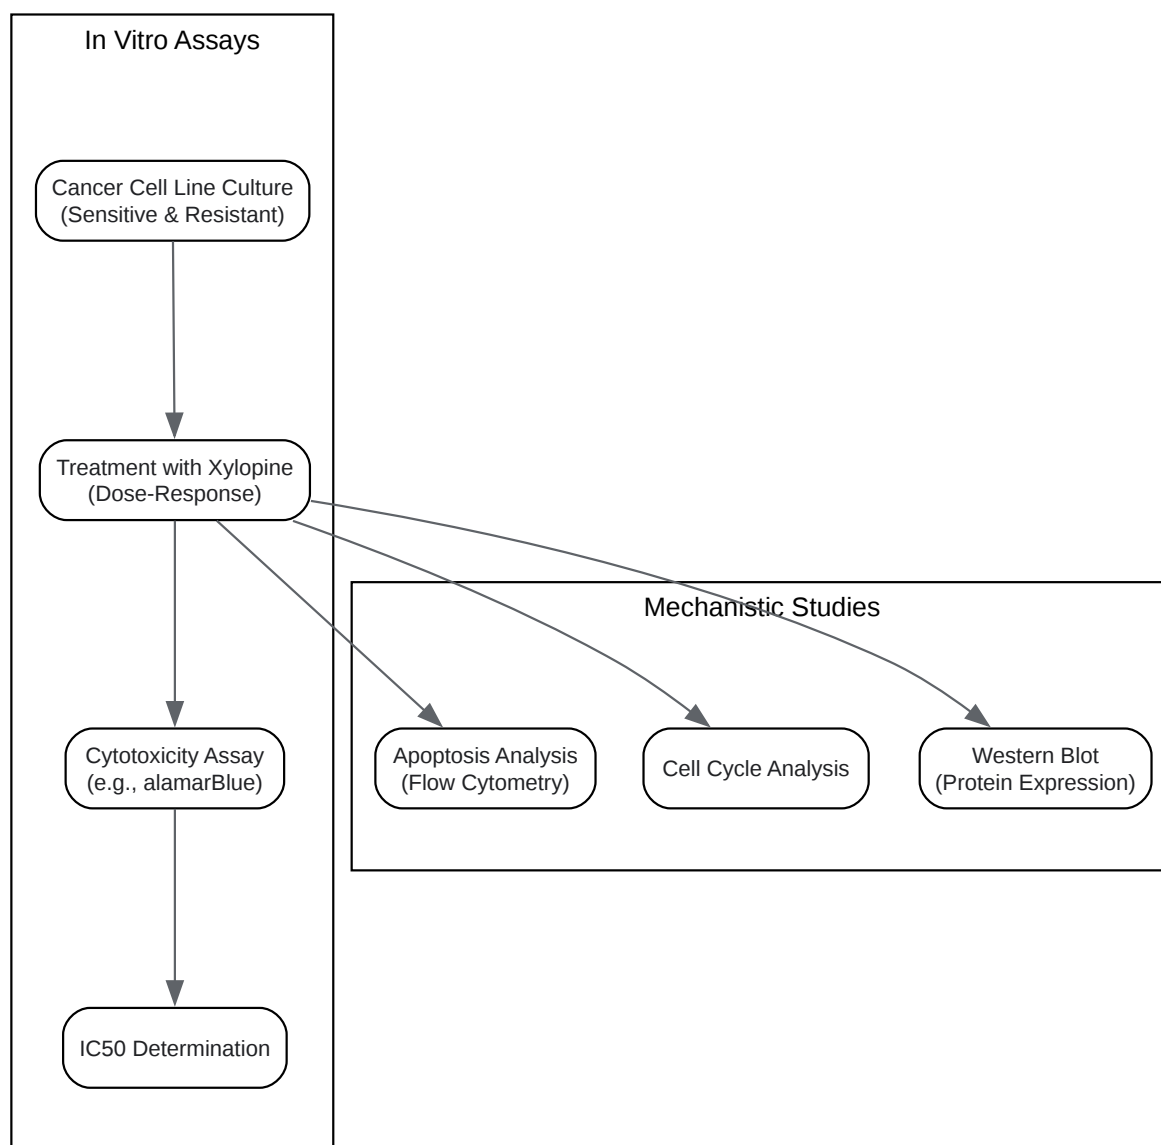 In Vitro Assays
Cancer Cell Line Culture
(Sensitive & Resistant)
Treatment with Xylopine
(Dose-Response)
Mechanistic Studies
Cytotoxicity Assay
(e.g., alamarBlue)
Apoptosis Analysis
(Flow Cytometry)
Cell Cycle Analysis
Western Blot
(Protein Expression)
IC50 Determination